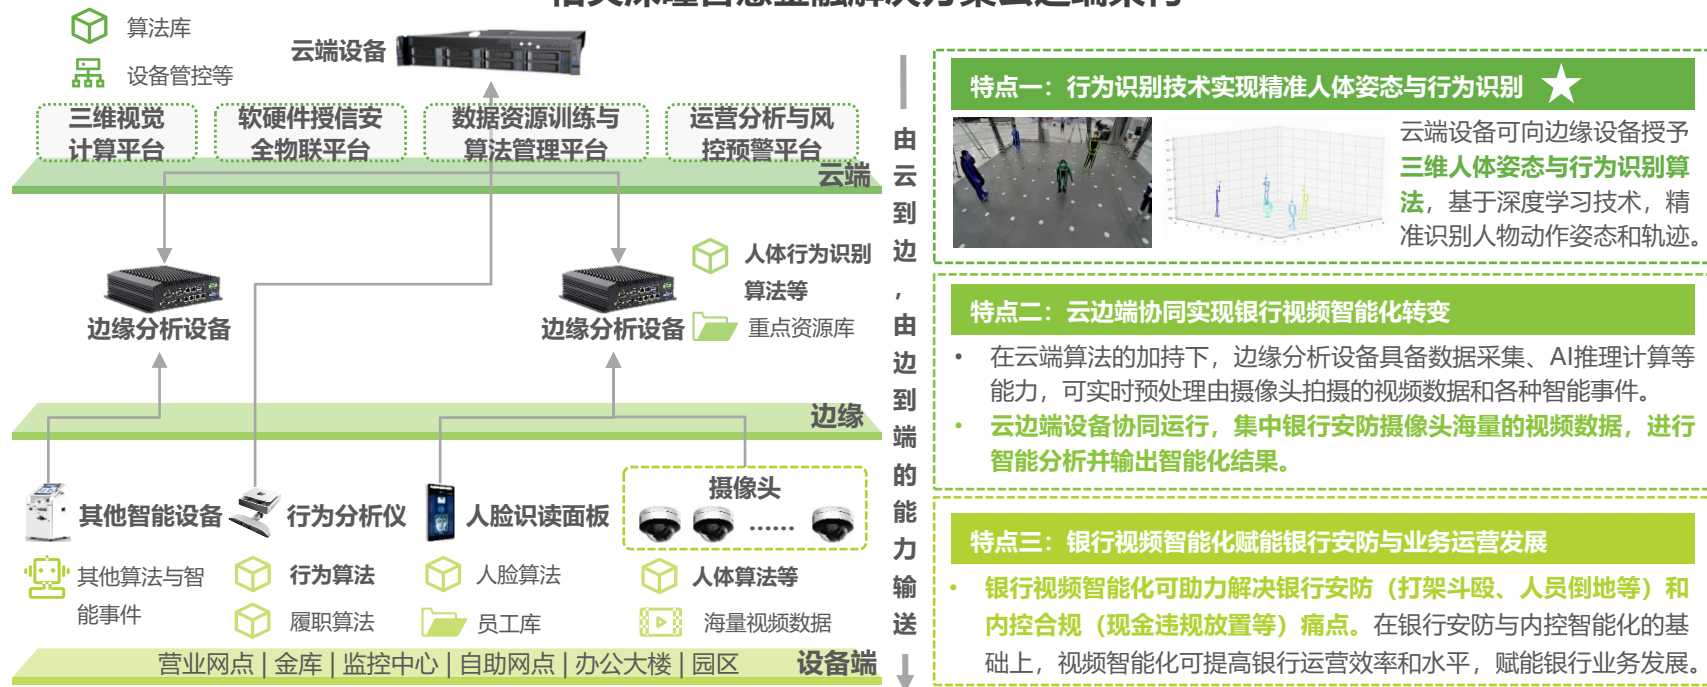 算法库
设备管控等
云端设备
三维视觉
计算平台
软硬件授信安
全物联平台
数据资源训练与
算法管理平台
运营分析与风
控预警平台
云端
边缘分析设备
边缘分析设备
人体行为识别
算法等
重点资源库
边缘
其他智能设备
行为分析仪
人脸识读面板
摄像头
......
其他算法与智
能事件
行为算法
履职算法
人脸算法
员工库
人体算法等
海量视频数据
营业网点 | 金库 | 监控中心 | 自助网点 | 办公大楼 | 园区
设备端
由云到边，由边到端的能力输送
特点一：行为识别技术实现精准人体姿态与行为识别
云端设备可向边缘设备授予
三维人体姿态与行为识别算
法，基于深度学习技术，精
准识别人物动作姿态和轨迹。
特点二：云边端协同实现银行视频智能化转变
• 在云端算法的加持下，边缘分析设备具备数据采集、AI推理计算等
能力，可实时预处理由摄像头拍摄的视频数据和各种智能事件。
• 云边端设备协同运行，集中银行安防摄像头海量的视频数据，进行
智能分析并输出智能化结果。
特点三：银行视频智能化赋能银行安防与业务运营发展
• 银行视频智能化可助力解决银行安防（打架斗殴、人员倒地等）和
内控合规（现金违规放置等）痛点。在银行安防与内控智能化的基
础上，视频智能化可提高银行运营效率和水平，赋能银行业务发展。